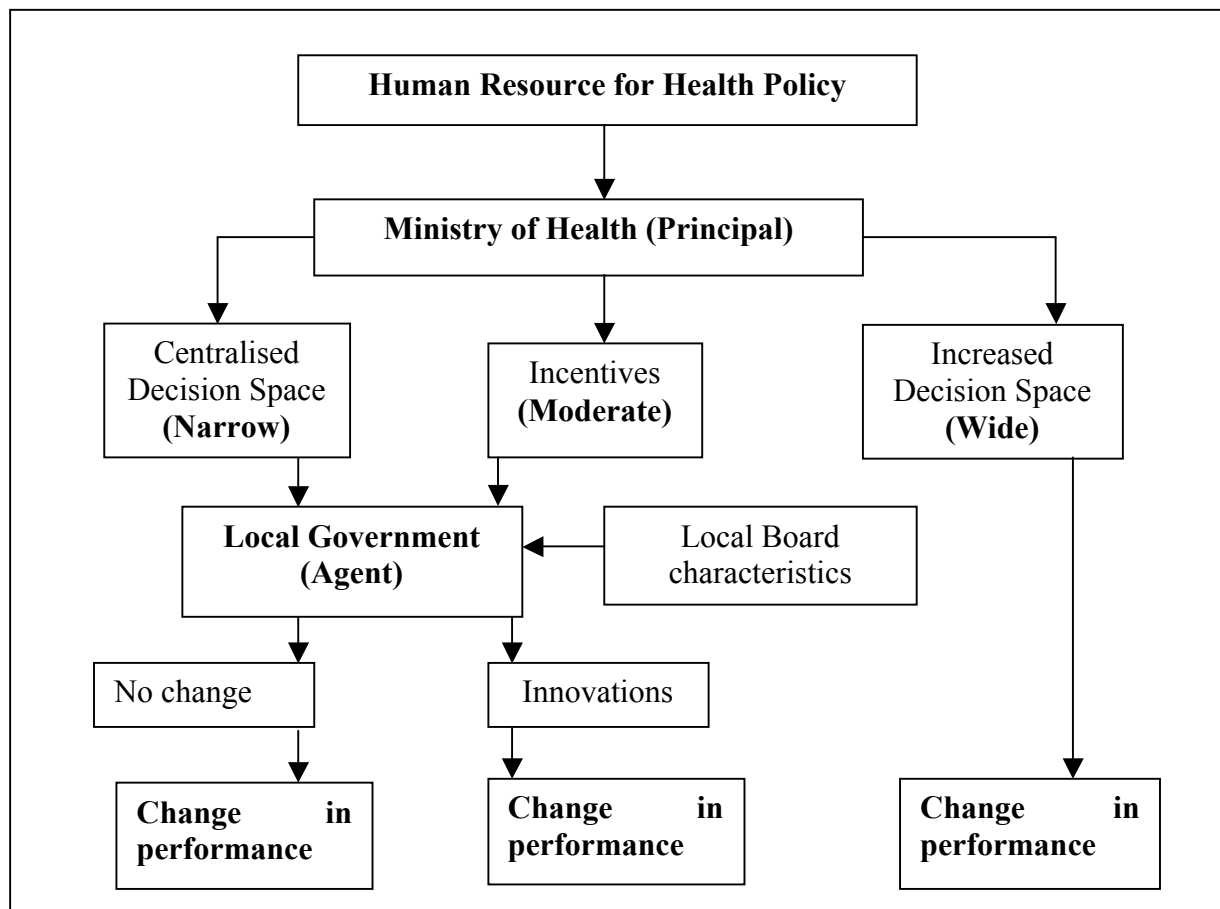 Human Resource for Health Policy
Ministry of Health (Principal)
Centralised
Decision Space
(Narrow)
Incentives
(Moderate)
Increased
Decision Space
(Wide)
Local Government
(Agent)
Local Board
characteristics
No change
Innovations
Change in
performance
Change in
performance
Change in
performance